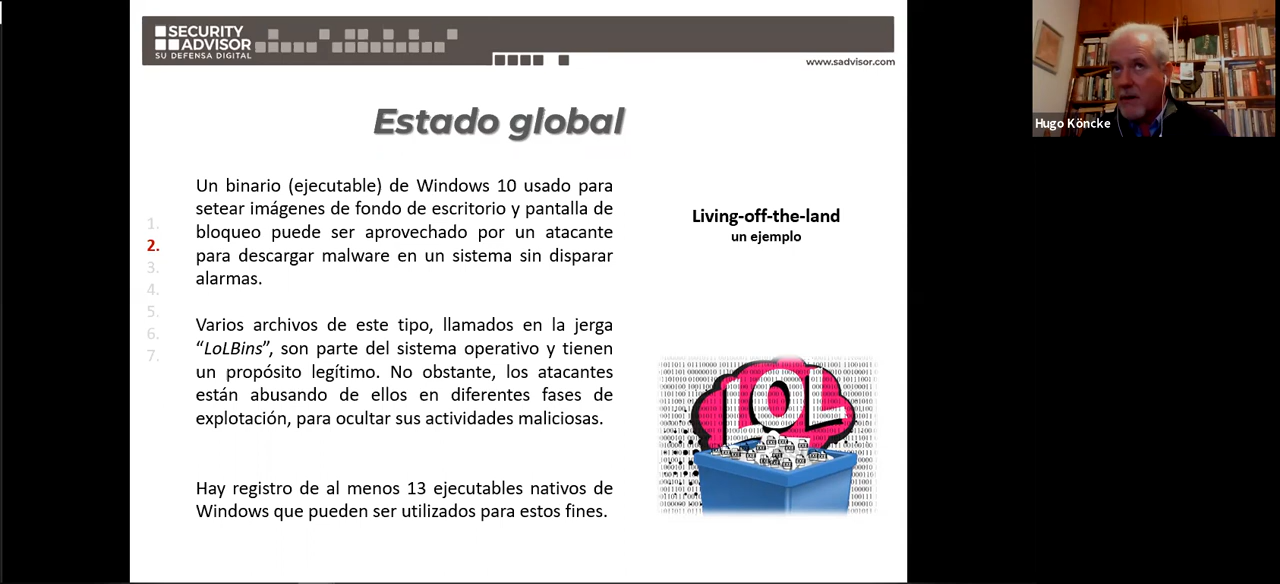 SECURITY
ADVISOR
SU DEFENSA DIGITAL
www.sadvisor.com
Hugo Köncke
Estado global
Un binario (ejecutable) de Windows 10 usado para
setear imágenes de fondo de escritorio y pantalla de
bloqueo puede ser aprovechado por un atacante
para descargar malware en un sistema sin disparar
alarmas.
1.
2.
3.
4.
5.
6.
7.
Varios archivos de este tipo, llamados en la jerga
“LoLBins”, son parte del sistema operativo y tienen
un propósito legítimo. No obstante, los atacantes
están abusando de ellos en diferentes fases de
explotación, para ocultar sus actividades maliciosas.
Hay registro de al menos 13 ejecutables nativos de
Windows que pueden ser utilizados para estos fines.
Living-off-the-land
un ejemplo
LOL